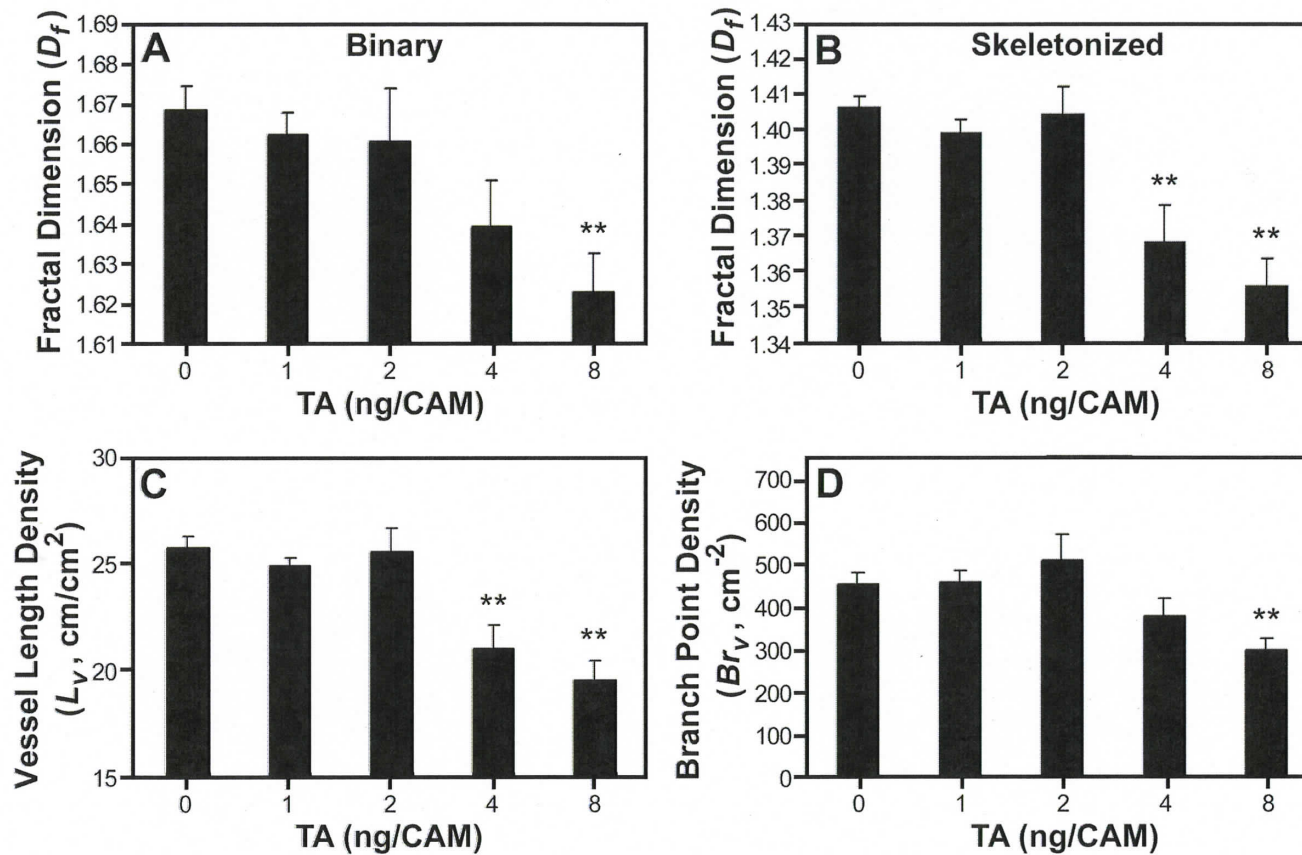 A
Binary
Fractal Dimension (Df)
1.69
1.68
1.67
1.66
1.65
1.64
1.63
1.62
1.61
0 1 2 4 8
**
TA (ng/CAM)
B
Skeletonized
Fractal Dimension (Df)
1.43
1.42
1.41
1.40
1.39
1.38
1.37
1.36
1.35
1.34
0 1 2 4 8
** **
TA (ng/CAM)
C
Vessel Length Density
(Lv, cm/cm²)
30
25
20
15
0 1 2 4 8
** **
TA (ng/CAM)
D
Branch Point Density
(Brv, cm⁻²)
700
600
500
400
300
200
100
0
0 1 2 4 8
**
TA (ng/CAM)